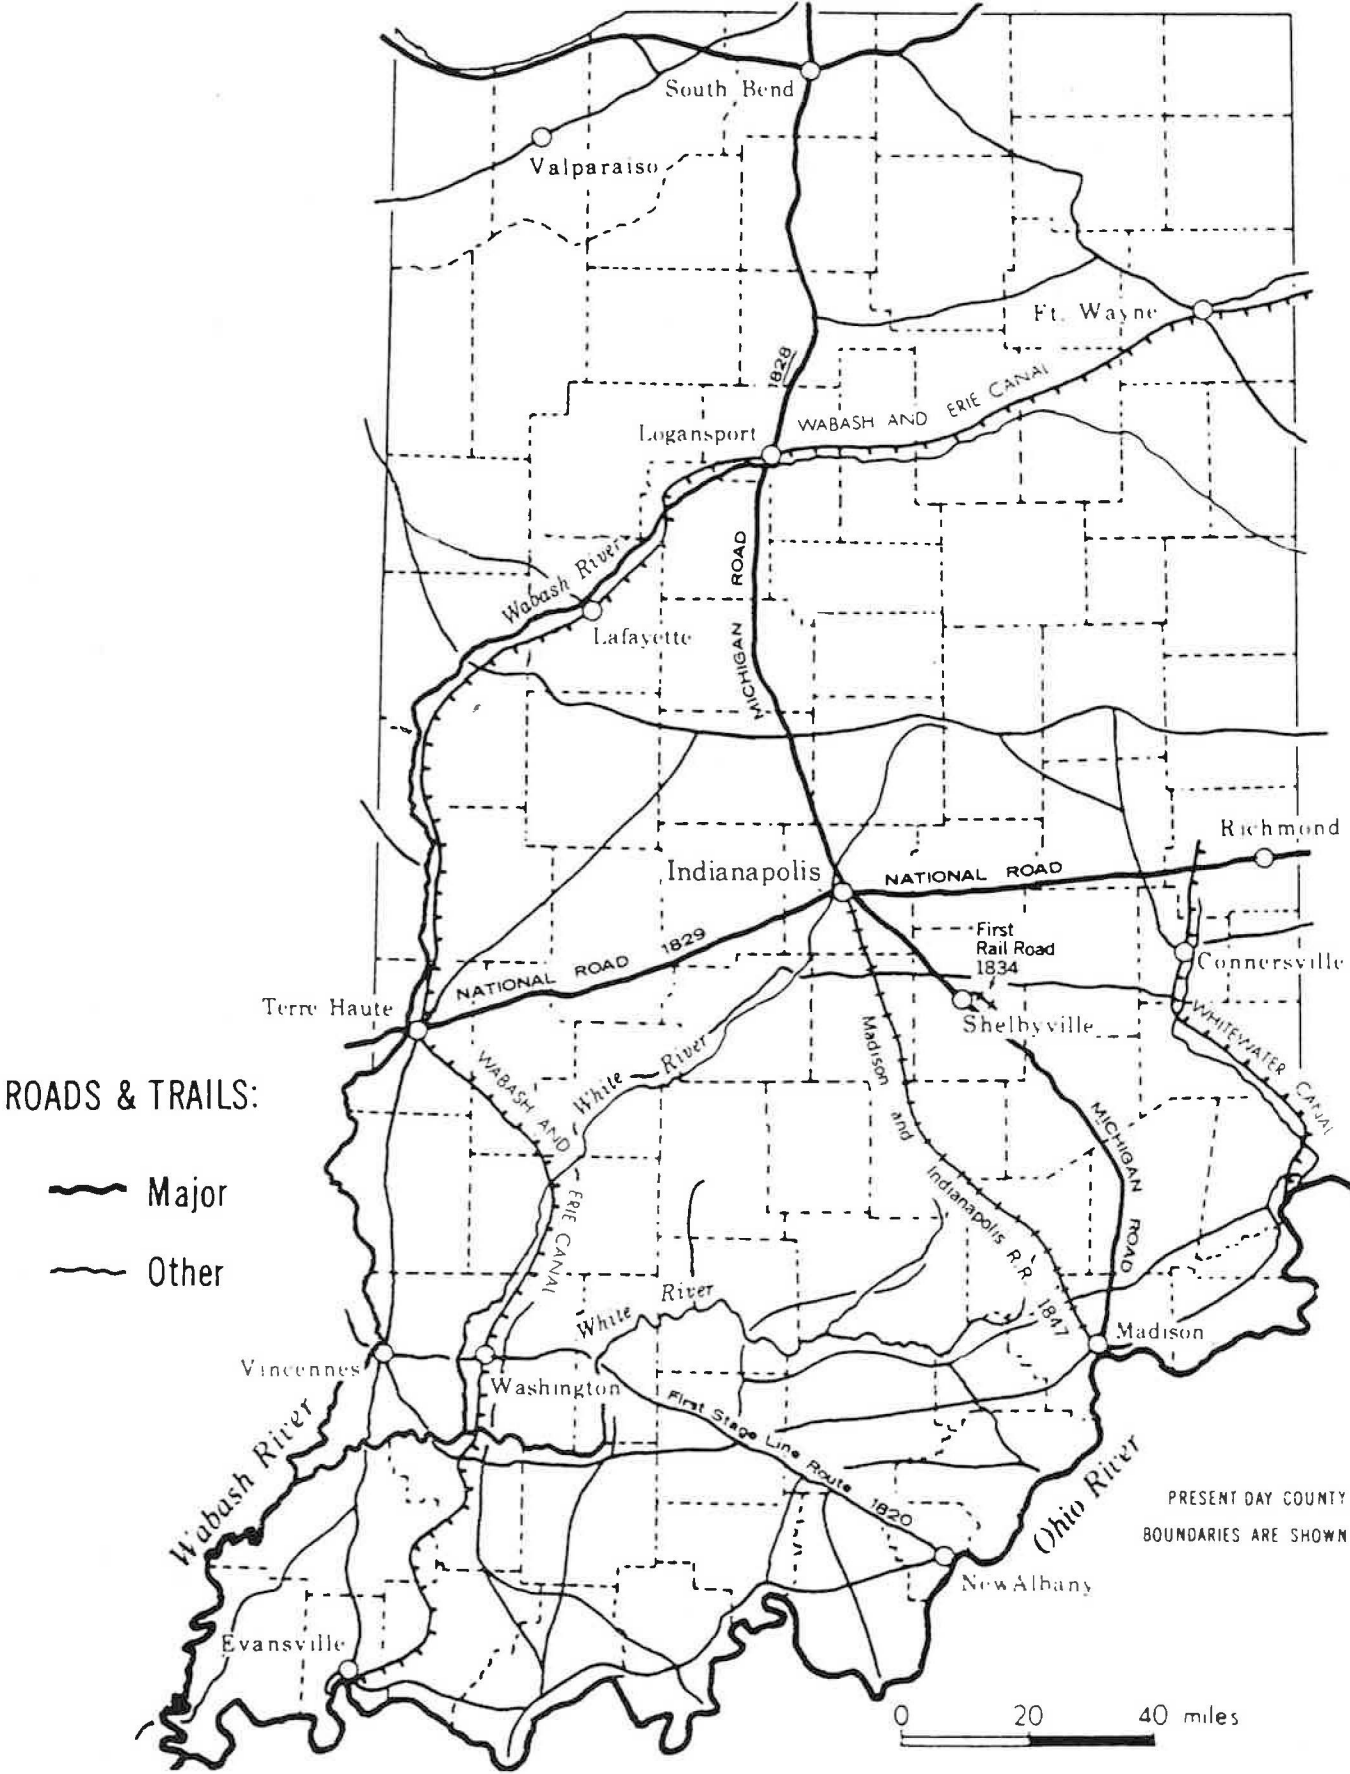 South Bend
Valparaiso
Ft. Wayne
1828
WABASH AND ERIE CANAL
Logansport
MICHIGAN ROAD
Wabash River
Lafayette
Richmond
Indianapolis
NATIONAL ROAD
First
Rail Road
1834
NATIONAL ROAD 1829
Connersville
Terre Haute
Shelbyville
WHITEWATER CANAL
White River
Madison and Indianapolis R.R. 1847
WABASH AND ERIE CANAL
MICHIGAN ROAD
ROADS & TRAILS:
Major
Other
White River
Madison
Vincennes
Washington
First Stage Line Route 1820
Wabash River
Ohio River
PRESENT DAY COUNTY
BOUNDARIES ARE SHOWN
New Albany
Evansville
0 20 40 miles